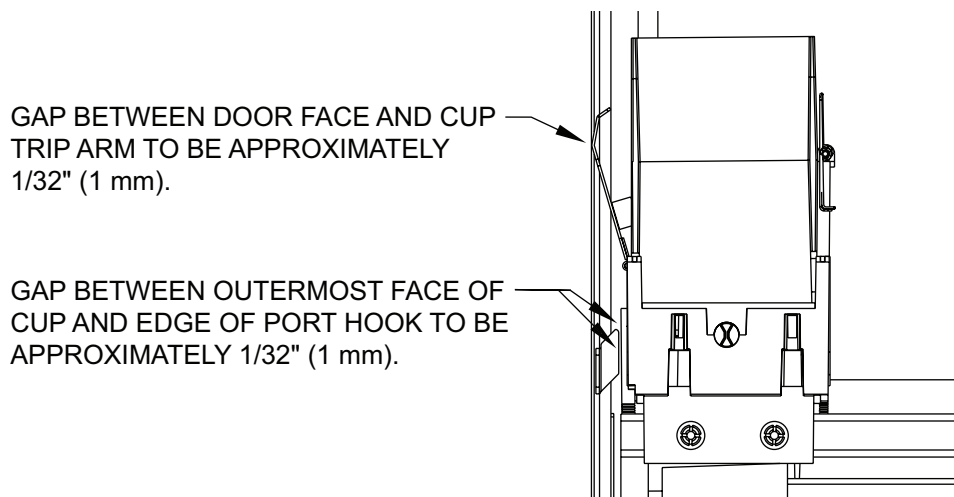 GAP BETWEEN DOOR FACE AND CUP
TRIP ARM TO BE APPROXIMATELY
1/32" (1 mm).
GAP BETWEEN OUTERMOST FACE OF
CUP AND EDGE OF PORT HOOK TO BE
APPROXIMATELY 1/32" (1 mm).